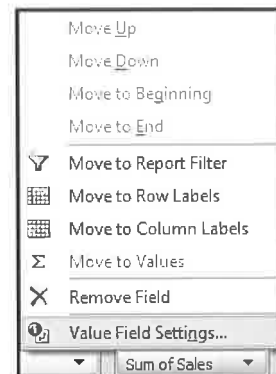 Move Up
Move Down
Move to Beginning
Move to End
Move to Report Filter
Move to Row Labels
Move to Column Labels
Σ Move to Values
Remove Field
Value Field Settings...
Sum of Sales